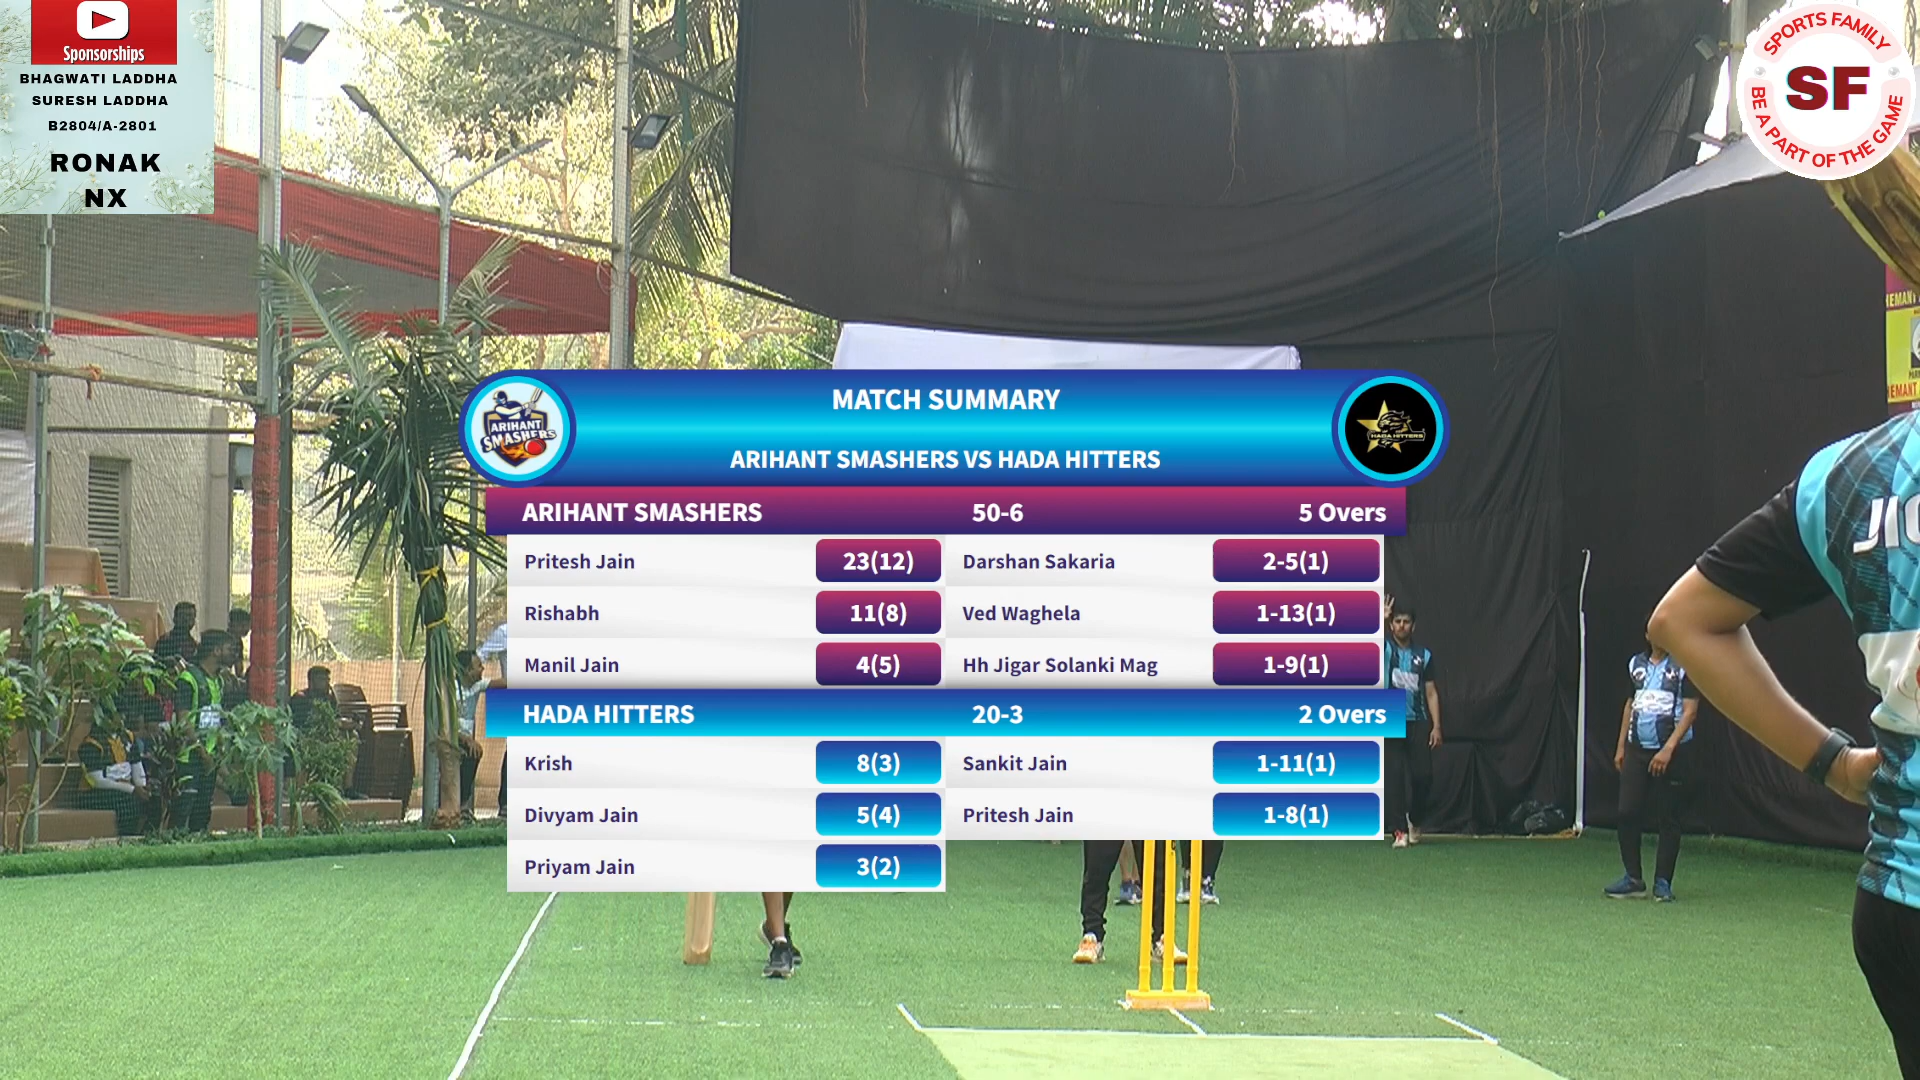 Sponsorships
BHAGWATI LADDHA
SURESH LADDHA
B2804/A-2801
RONAK
NX
SPORTS FAMILY
SF
BE A PART OF THE GAME
MATCH SUMMARY
ARIHANT SMASHERS VS HADA HITTERS
ARIHANT
SMASHERS
HADA HITTERS
ARIHANT SMASHERS 50-6 5 Overs
Pritesh Jain 23(12) Darshan Sakaria 2-5(1)
Rishabh 11(8) Ved Waghela 1-13(1)
Manil Jain 4(5) Hh Jigar Solanki Mag 1-9(1)
HADA HITTERS 20-3 2 Overs
Krish 8(3) Sankit Jain 1-11(1)
Divyam Jain 5(4) Pritesh Jain 1-8(1)
Priyam Jain 3(2)